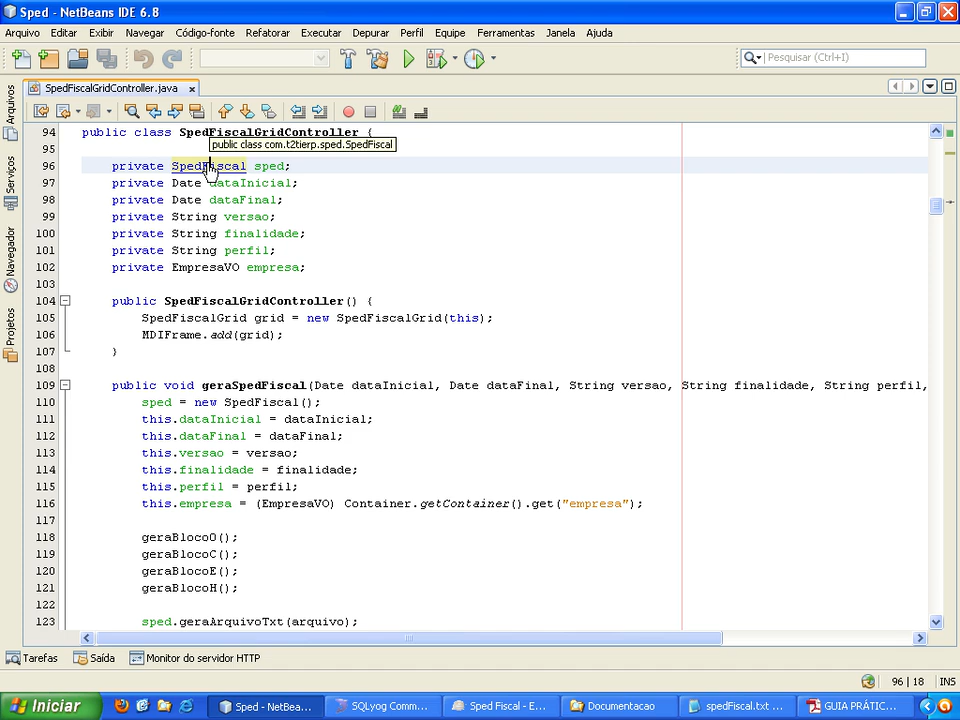 Sped - NetBeans IDE 6.8
Arquivo Editar Exibir Navegar Código-fonte Refatorar Executar Depurar Perfil Equipe Ferramentas Janela Ajuda
Pesquisar (Ctrl+I)
SpedFiscalGridController.java
Arquivos
Serviços
Navegador
Projetos
94 public class SpedFiscalGridController {
public class com.t2tierp.sped.SpedFiscal
95
96 private SpedFiscal sped;
97 private Date dataInicial;
98 private Date dataFinal;
99 private String versao;
100 private String finalidade;
101 private String perfil;
102 private EmpresaVO empresa;
103
104 public SpedFiscalGridController() {
105 SpedFiscalGrid grid = new SpedFiscalGrid(this);
106 MDIFrame.add(grid);
107 }
108
109 public void geraSpedFiscal(Date dataInicial, Date dataFinal, String versao, String finalidade, String perfil,
110 sped = new SpedFiscal();
111 this.dataInicial = dataInicial;
112 this.dataFinal = dataFinal;
113 this.versao = versao;
114 this.finalidade = finalidade;
115 this.perfil = perfil;
116 this.empresa = (EmpresaVO) Container.getContainer().get("empresa");
117
118 geraBloco0();
119 geraBlocoC();
120 geraBlocoE();
121 geraBlocoH();
122
123 sped.geraArquivoTxt(arquivo);
Tarefas Saída Monitor do servidor HTTP
96 | 18 INS
Iniciar Sped - NetBea... SQLyog Comm... Sped Fiscal - E... Documentacao spedFiscal.txt ... GUIA PRÁTIC...